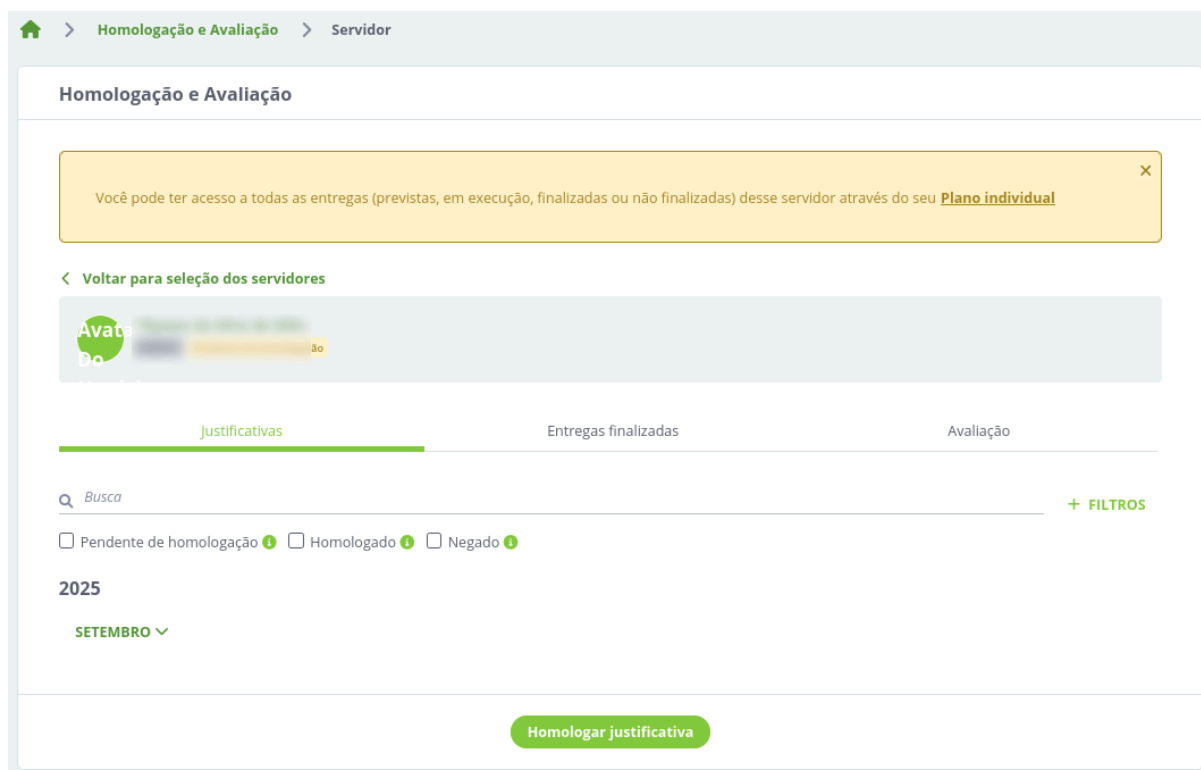 Homologação e Avaliação Servidor
Homologação e Avaliação
Você pode ter acesso a todas as entregas (previstas, em execução, finalizadas ou não finalizadas) desse servidor através do seu Plano individual
Voltar para seleção dos servidores
Avata
Do
ão
Justificativas Entregas finalizadas Avaliação
Busca
+ FILTROS
Pendente de homologação Homologado Negado
2025
SETEMBRO
Homologar justificativa